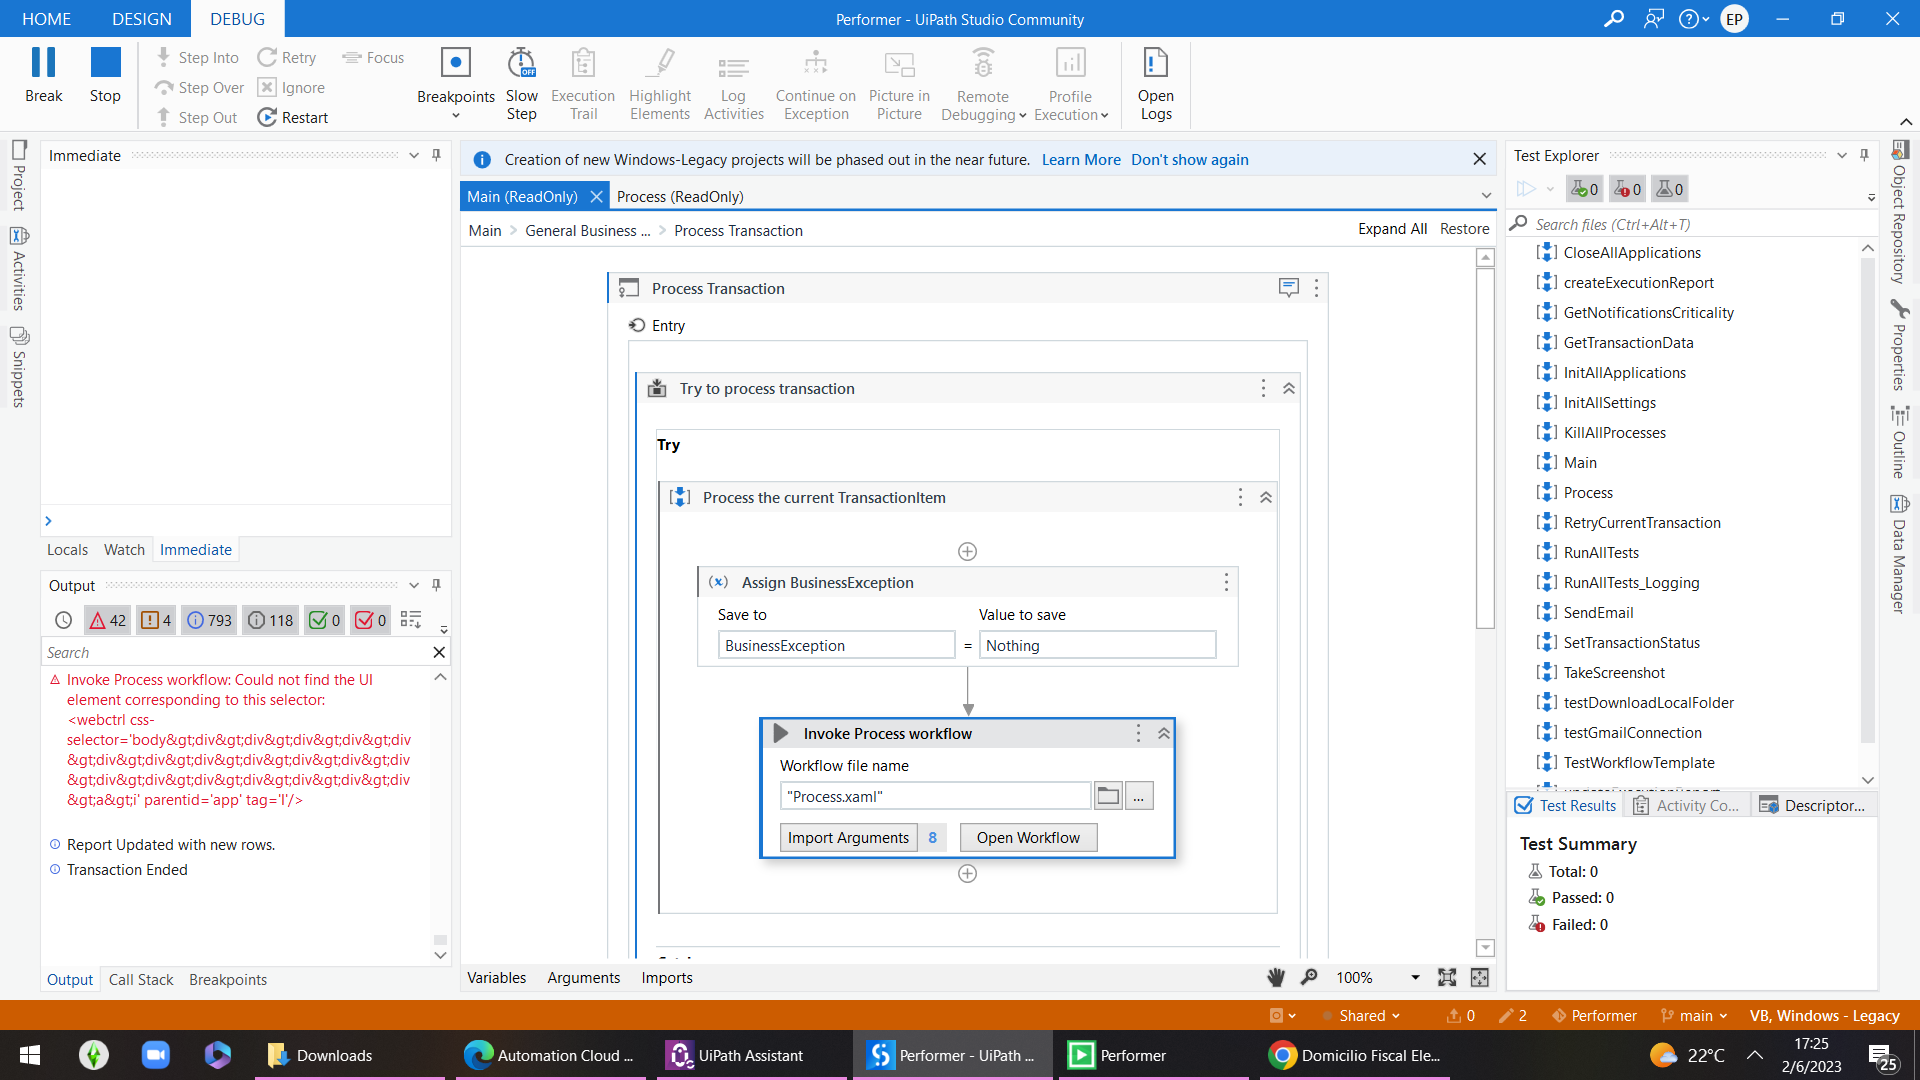 HOME DESIGN DEBUG
Performer - UiPath Studio Community
EP
Break
Stop
Step Into
Step Over
Step Out
Retry
Ignore
Restart
Focus
Breakpoints
Slow
Step
OFF
Execution
Trail
Highlight
Elements
Log
Activities
Continue on
Exception
Picture in
Picture
Remote
Debugging
Profile
Execution
Open
Logs
Project
Activities
Snippets
Immediate
Locals Watch Immediate
Output
42 4 793 118 0 0
Search
Invoke Process workflow: Could not find the UI
element corresponding to this selector:
<webctrl css-
selector='body&gt;div&gt;div&gt;div&gt;div&gt;div
&gt;div&gt;div&gt;div&gt;div&gt;div&gt;div&gt;div
&gt;div&gt;div&gt;div&gt;div&gt;div&gt;div&gt;div
&gt;a&gt;i' parentid='app' tag='I'/>
Report Updated with new rows.
Transaction Ended
Output Call Stack Breakpoints
Creation of new Windows-Legacy projects will be phased out in the near future. Learn More Don't show again
Main (ReadOnly) Process (ReadOnly)
Main > General Business ... > Process Transaction
Expand All Restore
Process Transaction
Entry
Try to process transaction
Try
Process the current TransactionItem
(x) Assign BusinessException
Save to Value to save
BusinessException = Nothing
Invoke Process workflow
Workflow file name
"Process.xaml"
...
Import Arguments 8 Open Workflow
Variables Arguments Imports
100%
Test Explorer
0 0 0
Search files (Ctrl+Alt+T)
CloseAllApplications
createExecutionReport
GetNotificationsCriticality
GetTransactionData
InitAllApplications
InitAllSettings
KillAllProcesses
Main
Process
RetryCurrentTransaction
RunAllTests
RunAllTests_Logging
SendEmail
SetTransactionStatus
TakeScreenshot
testDownloadLocalFolder
testGmailConnection
TestWorkflowTemplate
Test Results Activity Co... Descriptor...
Test Summary
Total: 0
Passed: 0
Failed: 0
Object Repository
Properties
Outline
Data Manager
Shared 0 2 Performer main VB, Windows - Legacy
Downloads
Automation Cloud ...
UiPath Assistant
Performer - UiPath ...
Performer
Domicilio Fiscal Ele...
22°C
17:25
2/6/2023
25